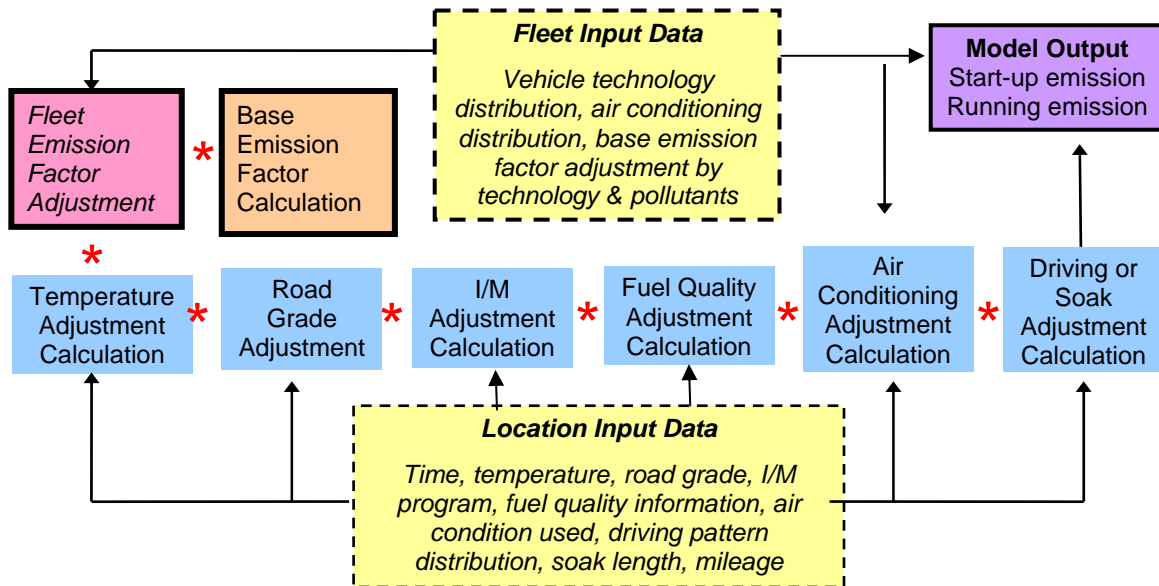 Fleet Input Data
Vehicle technology
distribution, air conditioning
distribution, base emission
factor adjustment by
technology & pollutants
Model Output
Start-up emission
Running emission
Fleet
Emission
Factor
Adjustment
*
Base
Emission
Factor
Calculation
*
Temperature
Adjustment
Calculation
*
Road
Grade
Adjustment
*
I/M
Adjustment
Calculation
*
Fuel Quality
Adjustment
Calculation
*
Air
Conditioning
Adjustment
Calculation
*
Driving or
Soak
Adjustment
Calculation
Location Input Data
Time, temperature, road grade, I/M
program, fuel quality information, air
condition used, driving pattern
distribution, soak length, mileage